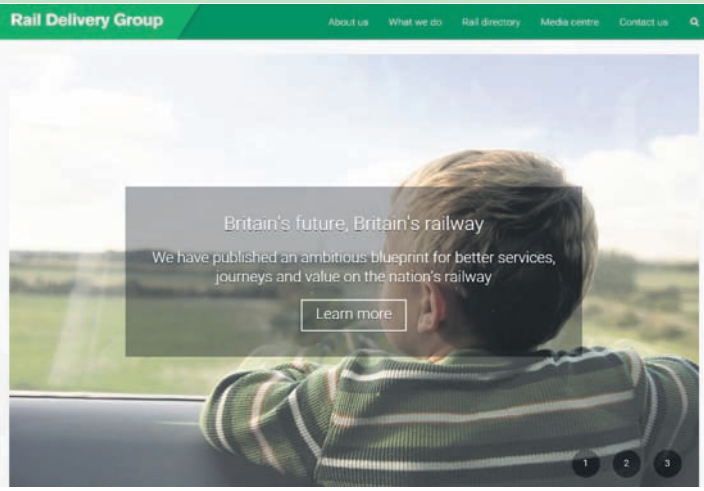 Rail Delivery Group
About us What we do Rail directory Media centre Contact us
Britain's future, Britain's railway
We have published an ambitious blueprint for better services,
journeys and value on the nation's railway
Learn more
1 2 3